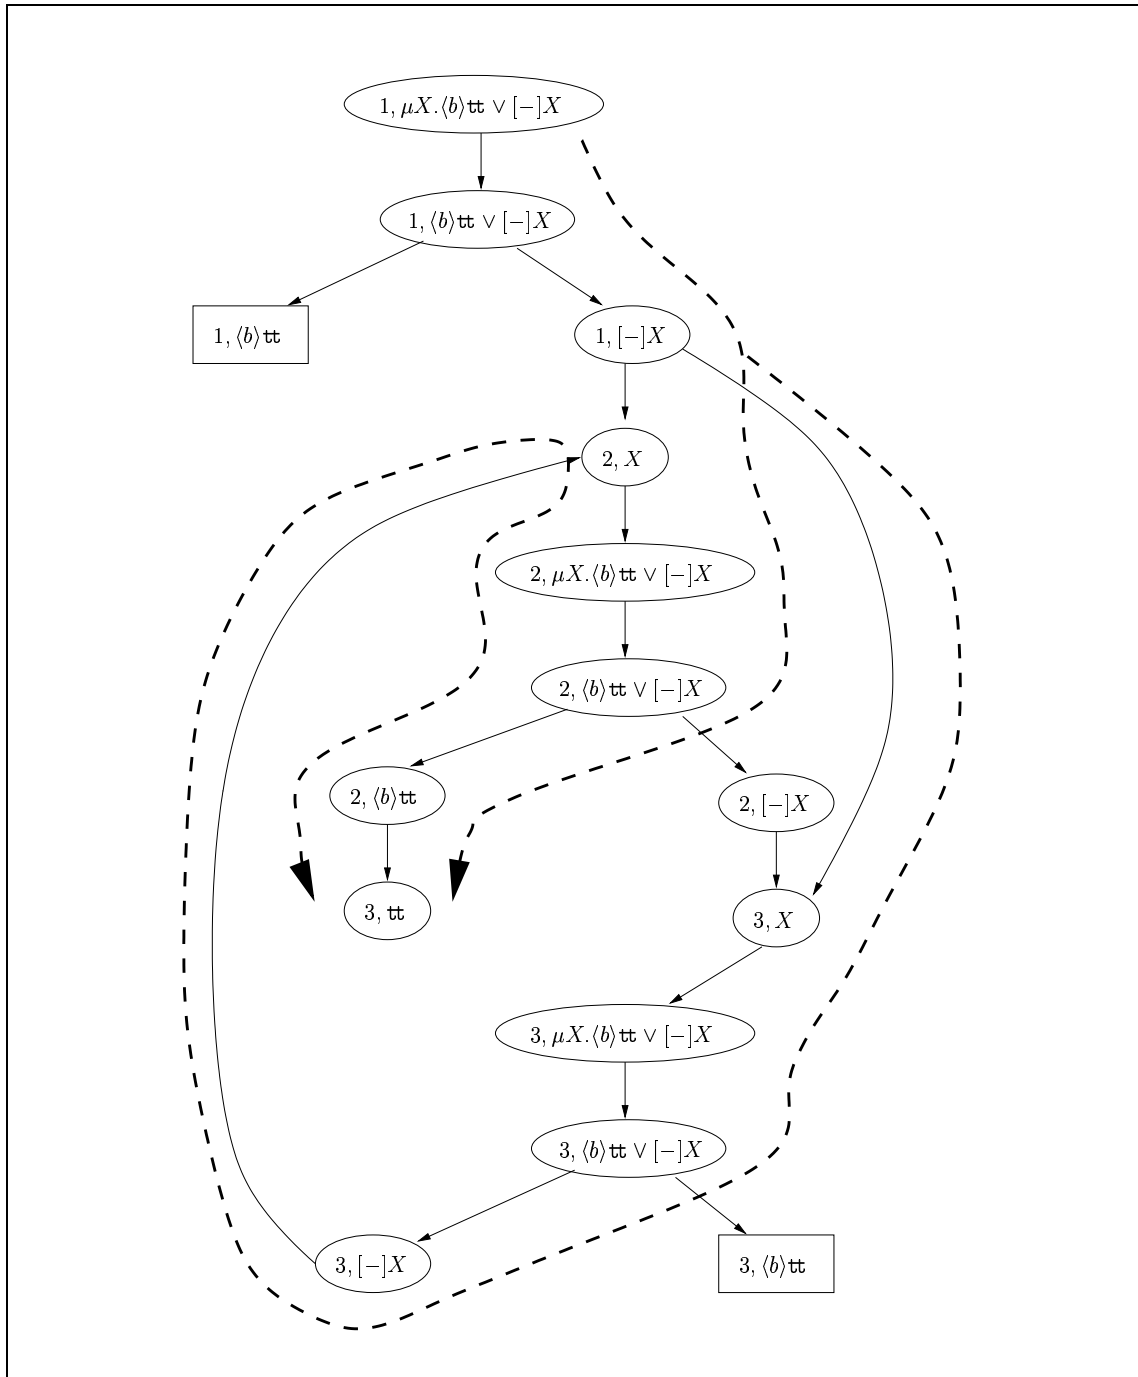 1, μX.⟨b⟩tt ∨ [−]X
1, ⟨b⟩tt ∨ [−]X
1, ⟨b⟩tt
1, [−]X
2, X
2, μX.⟨b⟩tt ∨ [−]X
2, ⟨b⟩tt ∨ [−]X
2, ⟨b⟩tt
2, [−]X
3, tt
3, X
3, μX.⟨b⟩tt ∨ [−]X
3, ⟨b⟩tt ∨ [−]X
3, [−]X
3, ⟨b⟩tt